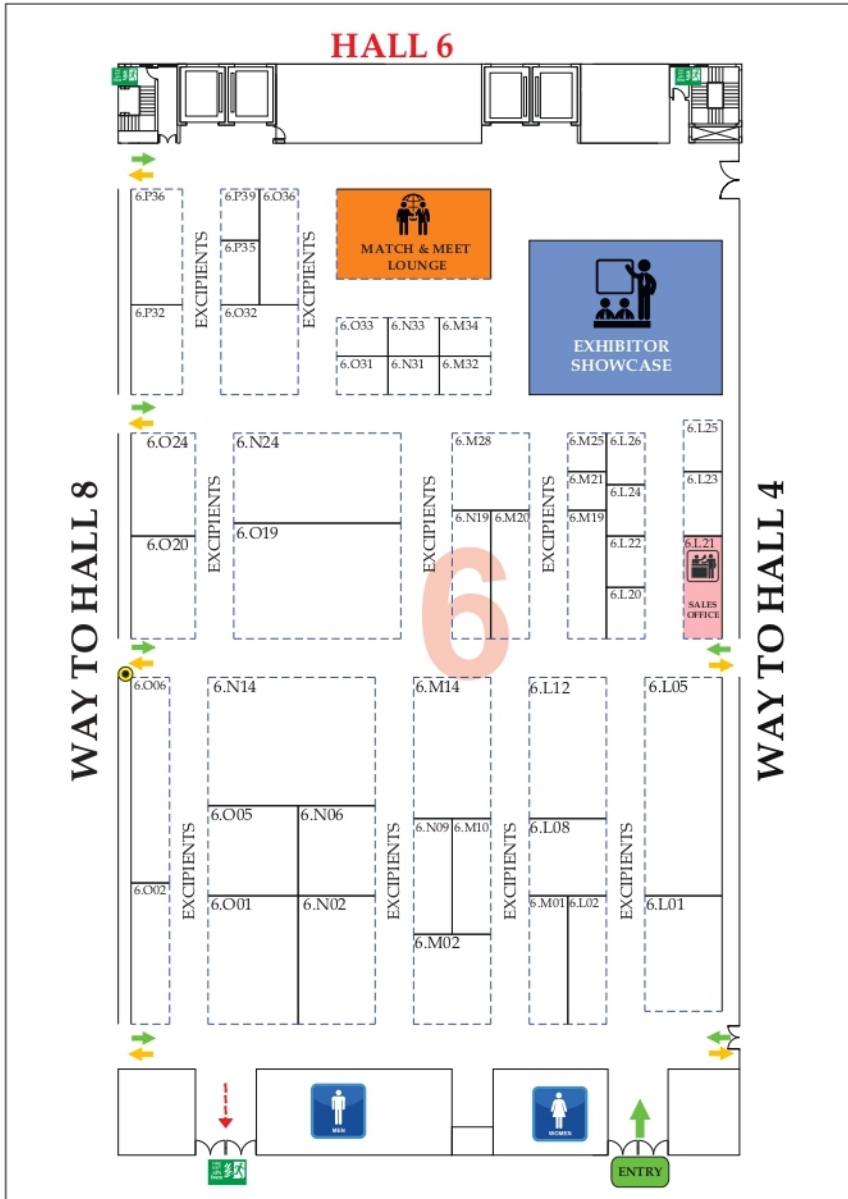 HALL 6
6.P36
6.P39
6.O36
6.P35
6.P32
6.O32
EXCIPIENTS
EXCIPIENTS
MATCH & MEET
LOUNGE
EXHIBITOR
SHOWCASE
6.O33
6.N33
6.M34
6.O31
6.N31
6.M32
WAY TO HALL 8
6.O24
6.N24
6.M28
6.M25
6.L26
6.L25
6.M21
6.L24
6.L23
6.O20
6.O19
6.N19
6.M20
6.M19
6.L22
6.L21
6.L20
SALES
OFFICE
EXCIPIENTS
EXCIPIENTS
EXCIPIENTS
6
WAY TO HALL 4
6.O06
6.N14
6.M14
6.L12
6.L05
6.O05
6.N06
6.N09
6.M10
6.L08
6.O02
6.O01
6.N02
6.M02
6.M01
6.L02
6.L01
EXCIPIENTS
EXCIPIENTS
EXCIPIENTS
EXCIPIENTS
MEN
WOMEN
ENTRY